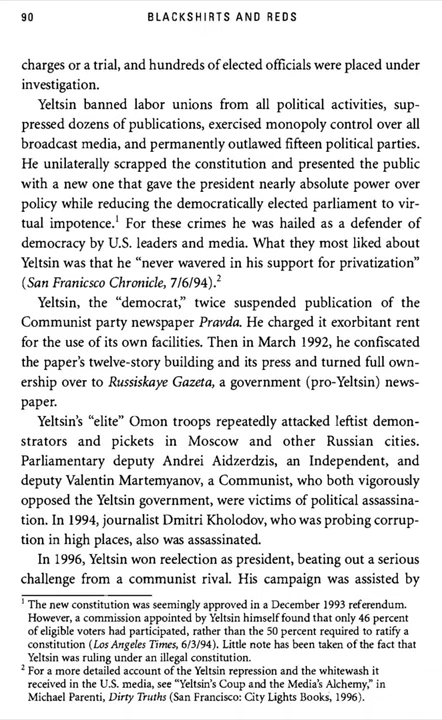 90 BLACKSHIRTS AND REDS
charges or a trial, and hundreds of elected officials were placed under
investigation.
Yeltsin banned labor unions from all political activities, sup-
pressed dozens of publications, exercised monopoly control over all
broadcast media, and permanently outlawed fifteen political parties.
He unilaterally scrapped the constitution and presented the public
with a new one that gave the president nearly absolute power over
policy while reducing the democratically elected parliament to vir-
tual impotence.¹ For these crimes he was hailed as a defender of
democracy by U.S. leaders and media. What they most liked about
Yeltsin was that he “never wavered in his support for privatization”
(San Franicsco Chronicle, 7/6/94).²
Yeltsin, the “democrat,” twice suspended publication of the
Communist party newspaper Pravda. He charged it exorbitant rent
for the use of its own facilities. Then in March 1992, he confiscated
the paper’s twelve-story building and its press and turned full own-
ership over to Russiskaye Gazeta, a government (pro-Yeltsin) news-
paper.
Yeltsin’s “elite” Omon troops repeatedly attacked leftist demon-
strators and pickets in Moscow and other Russian cities.
Parliamentary deputy Andrei Aidzerdzis, an Independent, and
deputy Valentin Martemyanov, a Communist, who both vigorously
opposed the Yeltsin government, were victims of political assassina-
tion. In 1994, journalist Dmitri Kholodov, who was probing corrup-
tion in high places, also was assassinated.
In 1996, Yeltsin won reelection as president, beating out a serious
challenge from a communist rival. His campaign was assisted by
¹ The new constitution was seemingly approved in a December 1993 referendum.
However, a commission appointed by Yeltsin himself found that only 46 percent
of eligible voters had participated, rather than the 50 percent required to ratify a
constitution (Los Angeles Times, 6/3/94). Little note has been taken of the fact that
Yeltsin was ruling under an illegal constitution.
² For a more detailed account of the Yeltsin repression and the whitewash it
received in the U.S. media, see “Yeltsin’s Coup and the Media’s Alchemy,” in
Michael Parenti, Dirty Truths (San Francisco: City Lights Books, 1996).